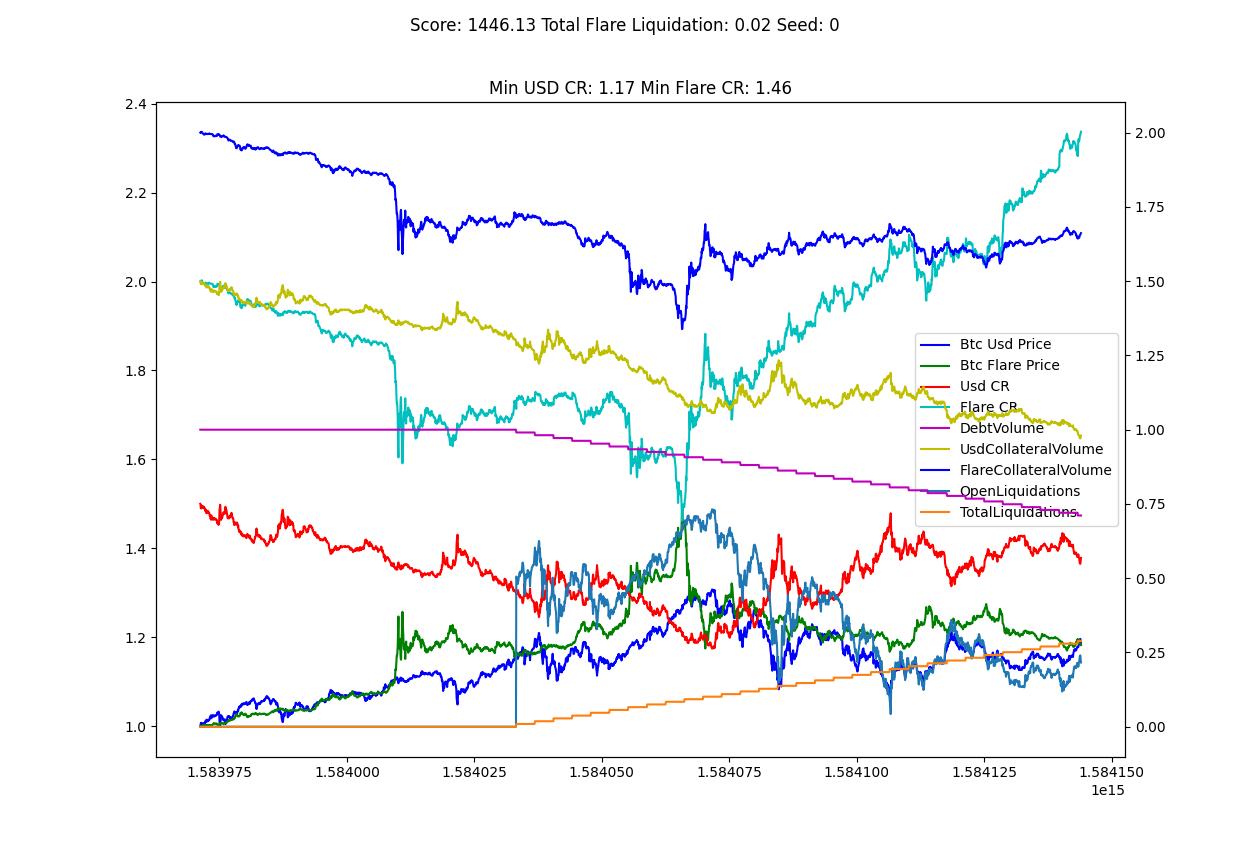 Score: 1446.13 Total Flare Liquidation: 0.02 Seed: 0
Min USD CR: 1.17 Min Flare CR: 1.46
2.4
2.2
2.0
1.8
1.6
1.4
1.2
1.0
2.00
1.75
1.50
1.25
1.00
0.75
0.50
0.25
0.00
Btc Usd Price
Btc Flare Price
Usd CR
Flare CR
DebtVolume
UsdCollateralVolume
FlareCollateralVolume
OpenLiquidations
TotalLiquidations
1.583975
1.584000
1.584025
1.584050
1.584075
1.584100
1.584125
1.584150
1e15